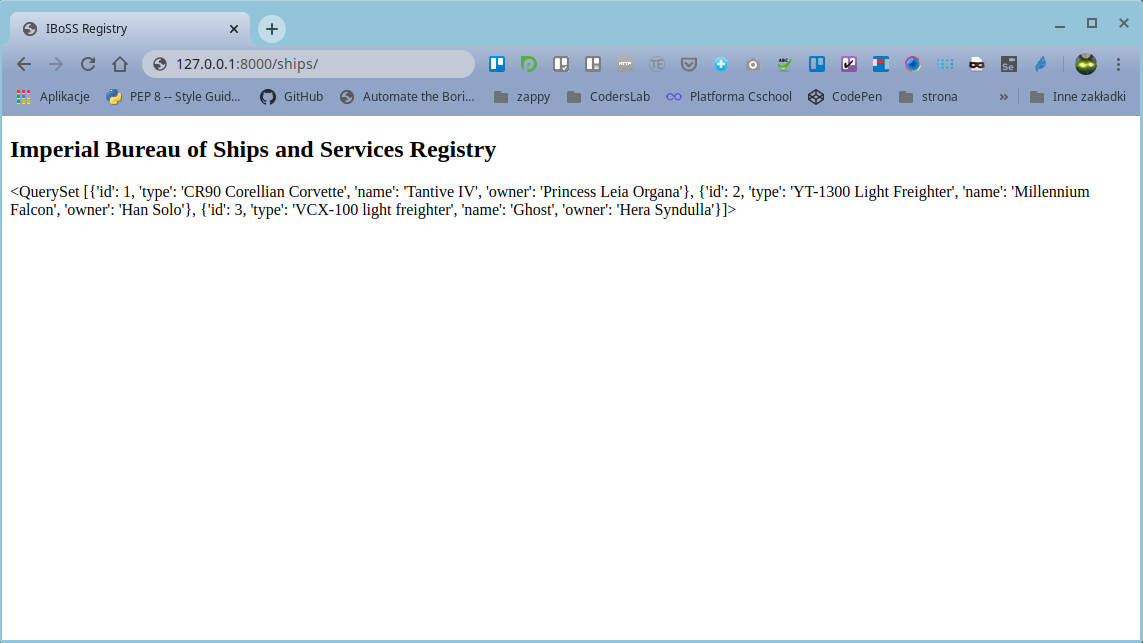 IBoSS Registry
127.0.0.1:8000/ships/
Aplikacje PEP 8 -- Style Guid... GitHub Automate the Bori... zappy CodersLab Platforma Cschool CodePen strona » Inne zakładki
Imperial Bureau of Ships and Services Registry
<QuerySet [{'id': 1, 'type': 'CR90 Corellian Corvette', 'name': 'Tantive IV', 'owner': 'Princess Leia Organa'}, {'id': 2, 'type': 'YT-1300 Light Freighter', 'name': 'Millennium
Falcon', 'owner': 'Han Solo'}, {'id': 3, 'type': 'VCX-100 light freighter', 'name': 'Ghost', 'owner': 'Hera Syndulla'}]>